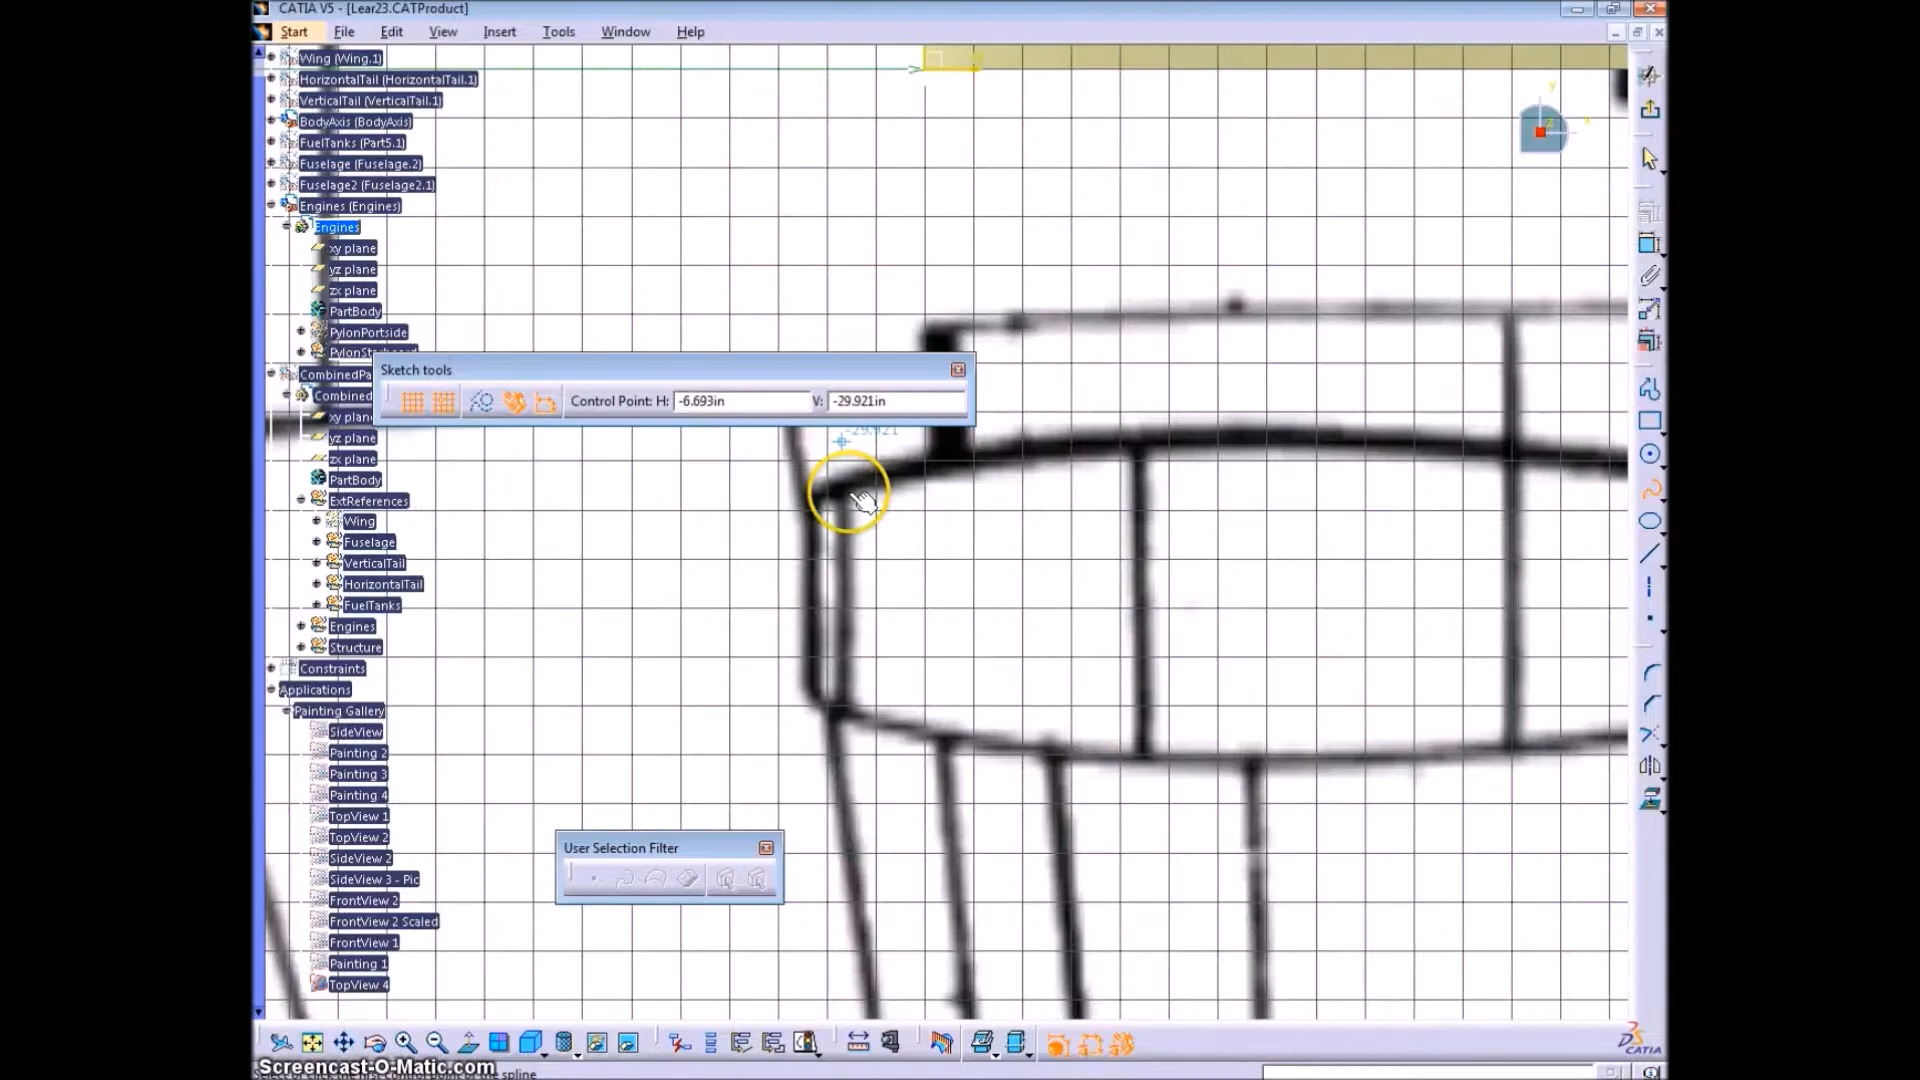 CATIA V5 - [Lear23.CATProduct]
Start File Edit View Insert Tools Window Help
Wing (Wing.1)
HorizontalTail (HorizontalTail.1)
VerticalTail (VerticalTail.1)
BodyAxis (BodyAxis)
FuelTanks (Part5.1)
Fuselage (Fuselage.2)
Fuselage2 (Fuselage2.1)
Engines (Engines)
Engines
xy plane
yz plane
zx plane
PartBody
PylonPortside
Sketch tools
Control Point: H: -6.693in V: -29.921in
-29.921
Combined
xy plane
yz plane
zx plane
PartBody
ExtReferences
Wing
Fuselage
VerticalTail
HorizontalTail
FuelTanks
Engines
Structure
Constraints
Applications
Painting Gallery
SideView
Painting 2
Painting 3
Painting 4
TopView 1
TopView 2
SideView 2
SideView 3 - Pic
FrontView 2
FrontView 2 Scaled
FrontView 1
Painting 1
TopView 4
User Selection Filter
y
x
z
CATIA
Screencast-O-Matic.com
of the spline